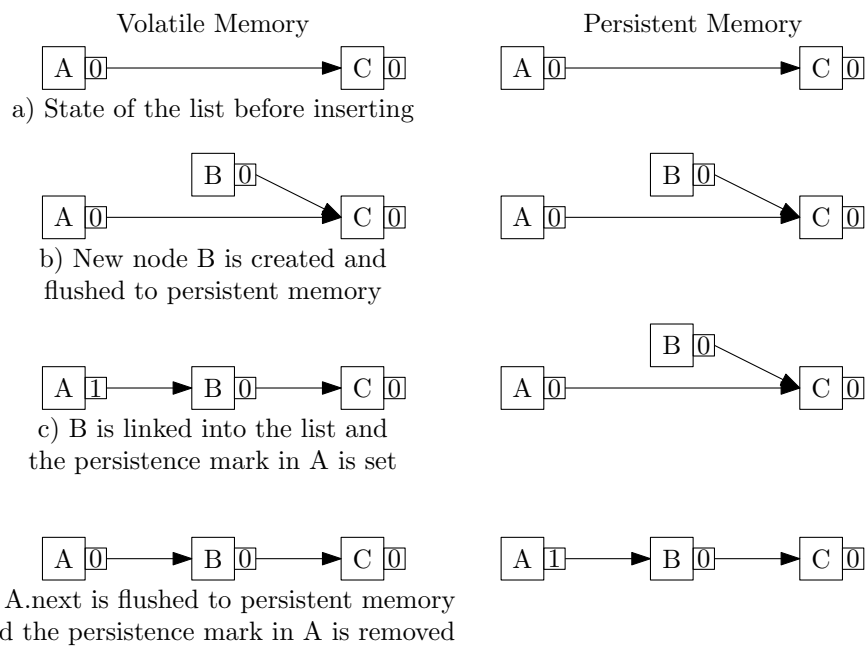 Volatile Memory Persistent Memory
A 0 C 0 A 0 C 0
a) State of the list before inserting
B 0 B 0
A 0 C 0 A 0 C 0
b) New node B is created and
flushed to persistent memory
B 0
A 1 B 0 C 0 A 0 C 0
c) B is linked into the list and
the persistence mark in A is set
A 0 B 0 C 0 A 1 B 0 C 0
A.next is flushed to persistent memory
d the persistence mark in A is removed